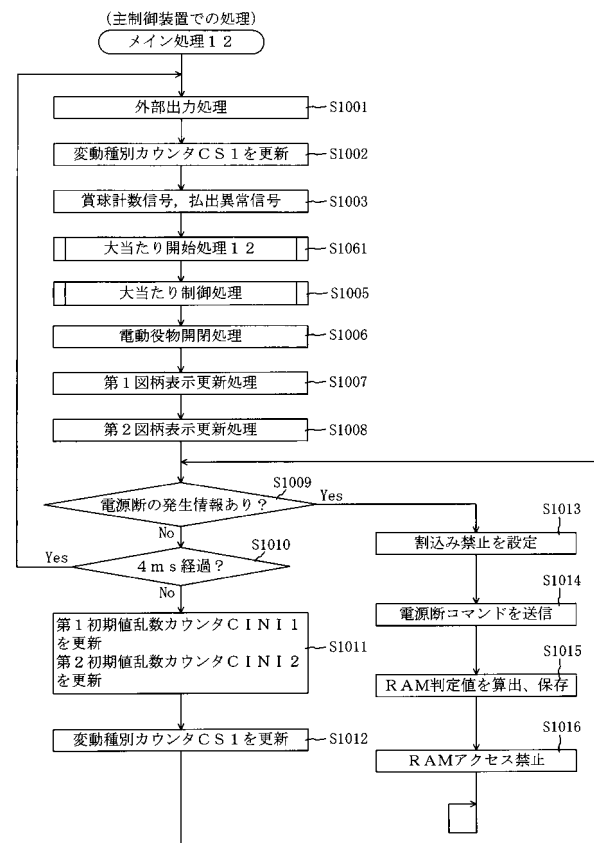 (主制御装置での処理)
メイン処理１２
外部出力処理
S1001
変動種別カウンタＣＳ１を更新
S1002
賞球計数信号，払出異常信号
S1003
大当たり開始処理１２
S1061
大当たり制御処理
S1005
電動役物開閉処理
S1006
第１図柄表示更新処理
S1007
第２図柄表示更新処理
S1008
S1009
電源断の発生情報あり？
Yes
No
S1010
４ｍｓ経過？
Yes
No
第１初期値乱数カウンタＣＩＮＩ１
を更新
第２初期値乱数カウンタＣＩＮＩ２
を更新
S1011
変動種別カウンタＣＳ１を更新
S1012
S1013
割込み禁止を設定
S1014
電源断コマンドを送信
S1015
ＲＡＭ判定値を算出、保存
S1016
ＲＡＭアクセス禁止